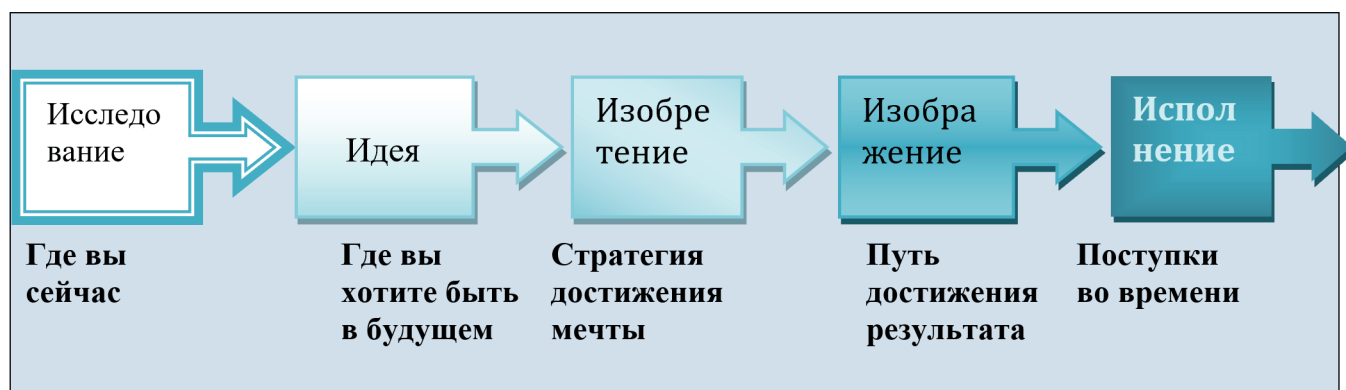 Исследо
вание
Идея
Изобре
тение
Изобра
жение
Испол
нение
Где вы
сейчас
Где вы
хотите быть
в будущем
Стратегия
достижения
мечты
Путь
достижения
результата
Поступки
во времени